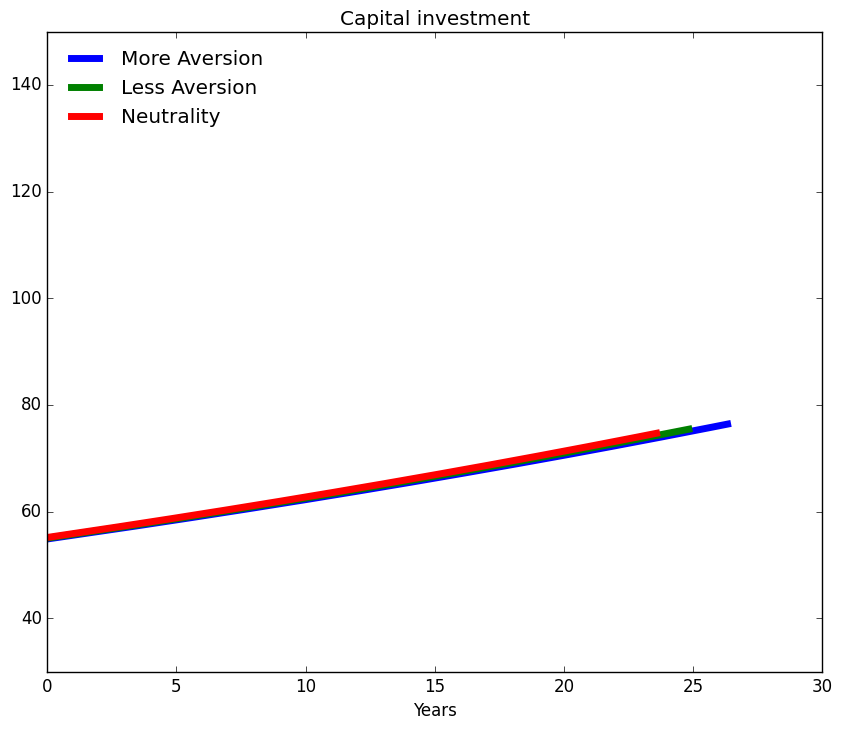 Capital investment
More Aversion
Less Aversion
Neutrality
140
120
100
80
60
40
0 5 10 15 20 25 30
Years